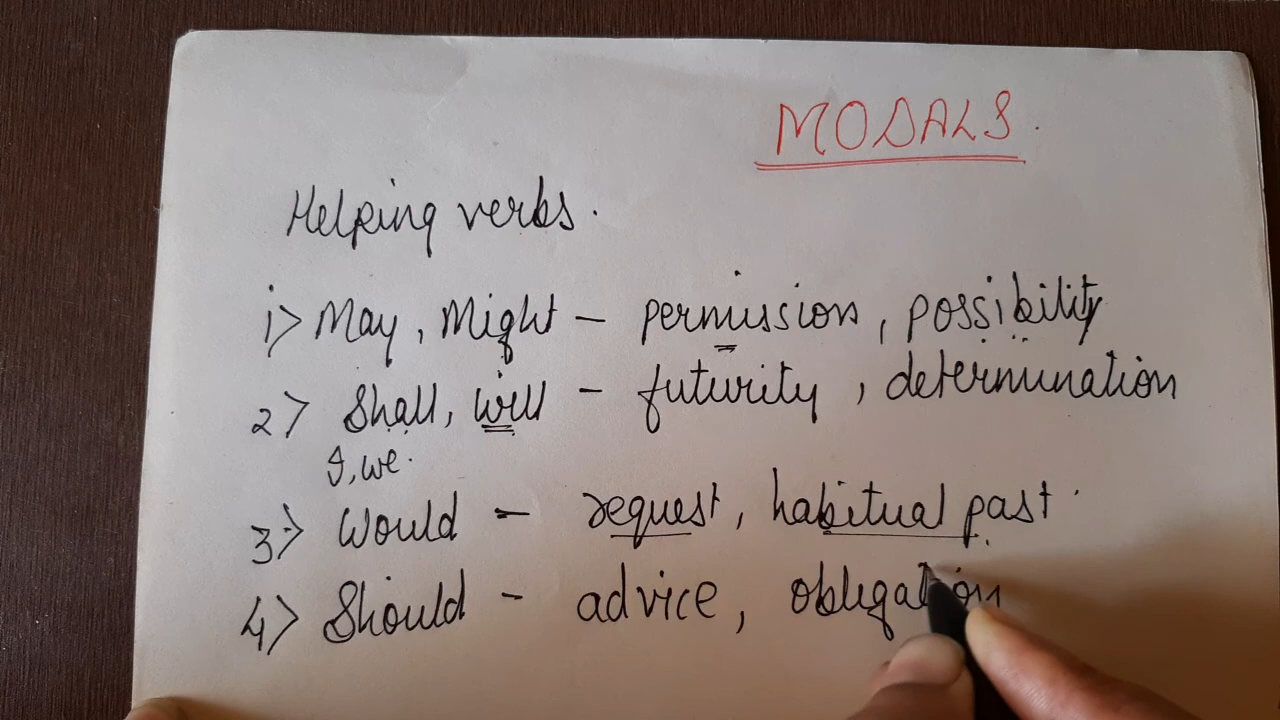 MODALS.
Helping verbs.
1> May, Might - permission, possibility
2> Shall, will - futurity, determination
I, we.
3> Would - request, habitual past.
4> Should - advice, obligation